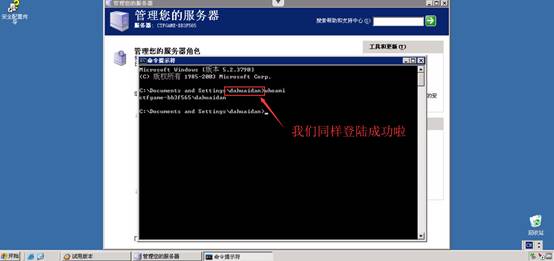 安全配置向
管理您的服务器
管理您的服务器
服务器: CTFGAME-BB3F565
搜索帮助和支持中心(E)
管理您的服务器角色
工具和更新(T)
命令提示符
Microsoft Windows [版本 5.2.3790]
(C) 版权所有 1985-2003 Microsoft Corp.
C:\Documents and Settings\dahuaidan>whoami
ctfgame-bb3f565\dahuaidan
C:\Documents and Settings\dahuaidan>_
我们同样登陆成功啦
的安
回收站
开始
试用版本
管理您的服务器
命令提示符